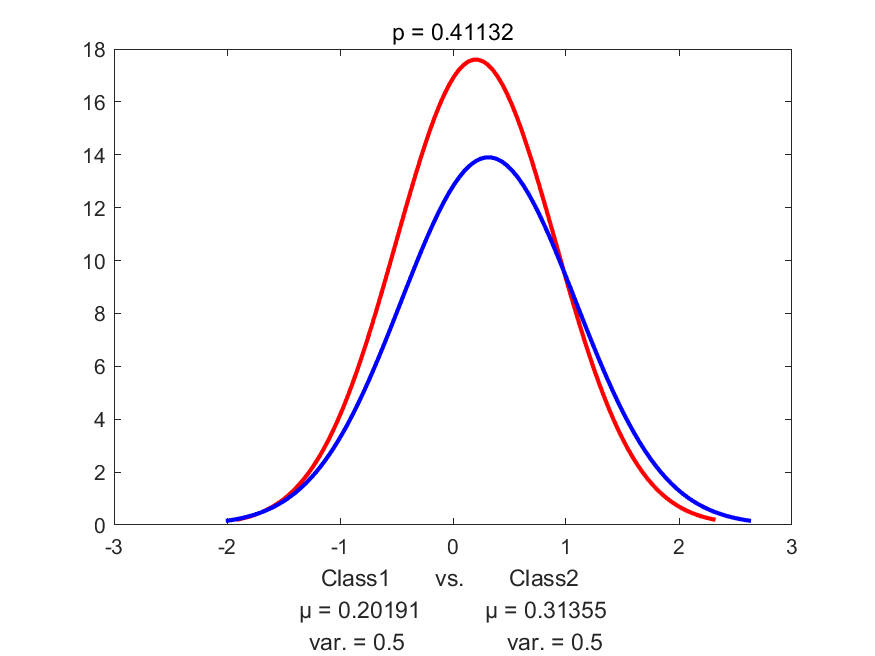 p = 0.41132
18
16
14
12
10
8
6
4
2
0
-3 -2 -1 0 1 2 3
Class1 vs. Class2
μ = 0.20191 μ = 0.31355
var. = 0.5 var. = 0.5